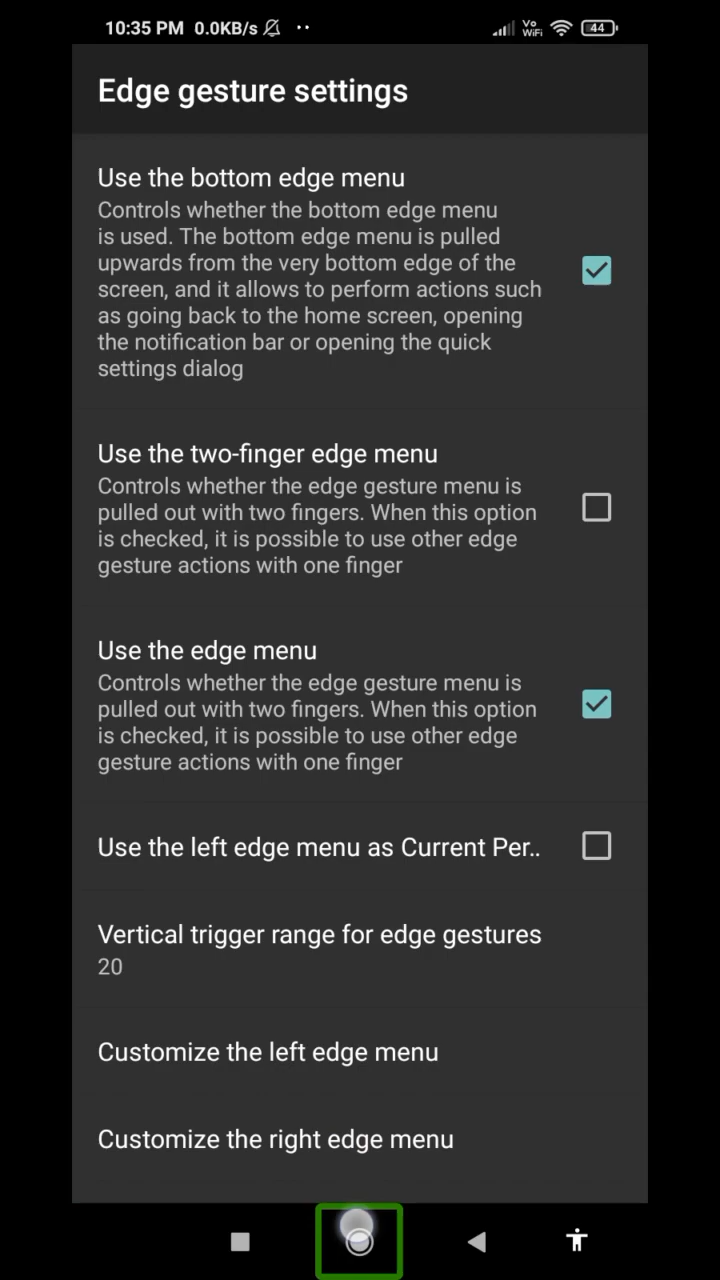 10:35 PM 0.0KB/s Vo WiFi 44
Edge gesture settings
Use the bottom edge menu
Controls whether the bottom edge menu
is used. The bottom edge menu is pulled
upwards from the very bottom edge of the
screen, and it allows to perform actions such
as going back to the home screen, opening
the notification bar or opening the quick
settings dialog
Use the two-finger edge menu
Controls whether the edge gesture menu is
pulled out with two fingers. When this option
is checked, it is possible to use other edge
gesture actions with one finger
Use the edge menu
Controls whether the edge gesture menu is
pulled out with two fingers. When this option
is checked, it is possible to use other edge
gesture actions with one finger
Use the left edge menu as Current Per..
Vertical trigger range for edge gestures
20
Customize the left edge menu
Customize the right edge menu